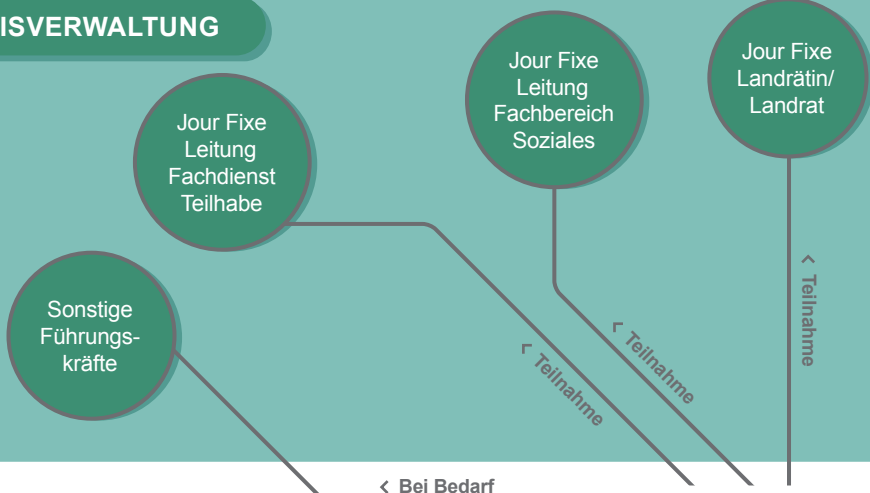 ISVERWALTUNG
Jour Fixe
Leitung
Fachbereich
Soziales
Jour Fixe
Landrätin/
Landrat
Jour Fixe
Leitung
Fachdienst
Teilhabe
Sonstige
Führungs-
kräfte
< Teilnahme
< Teilnahme
< Teilnahme
< Bei Bedarf